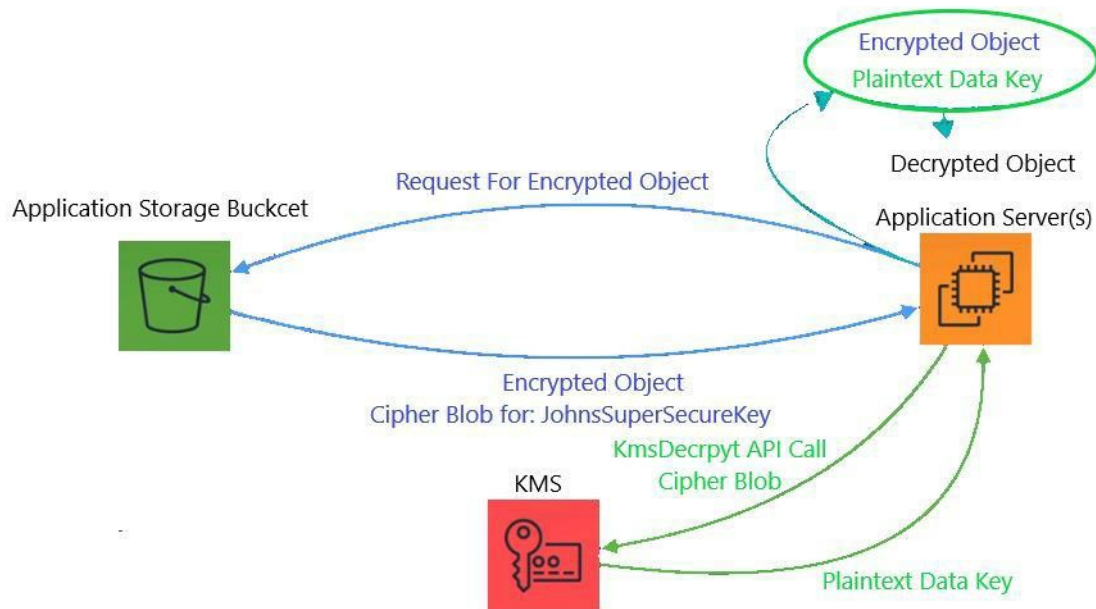 Encrypted Object
Plaintext Data Key
Decrypted Object
Request For Encrypted Object
Application Storage Buckcet
Application Server(s)
Encrypted Object
Cipher Blob for: JohnsSuperSecureKey
KmsDecrpyt API Call
Cipher Blob
KMS
Plaintext Data Key